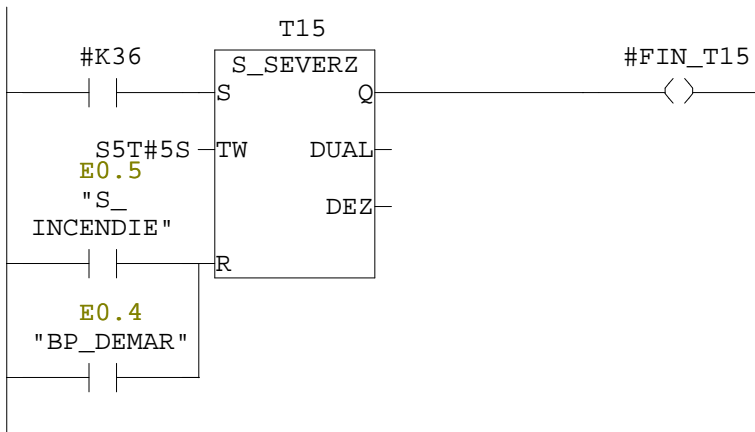 T15
#K36
S_SEVERZ
#FIN_T15
S
Q
S5T#5S
TW
DUAL
E0.5
"S_
INCENDIE"
DEZ
R
E0.4
"BP_DEMAR"